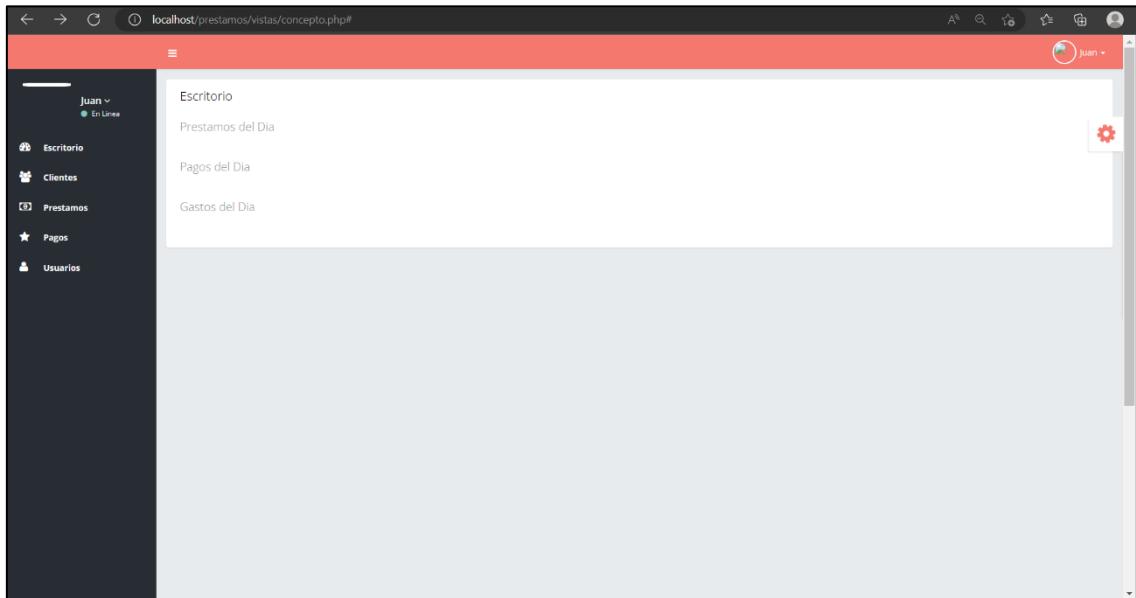 localhost/prestamos/vistas/concepto.php#
Juan
Juan
En Linea
Escritorio
Clientes
Prestamos
Pagos
Usuarios
Escritorio
Prestamos del Dia
Pagos del Dia
Gastos del Dia